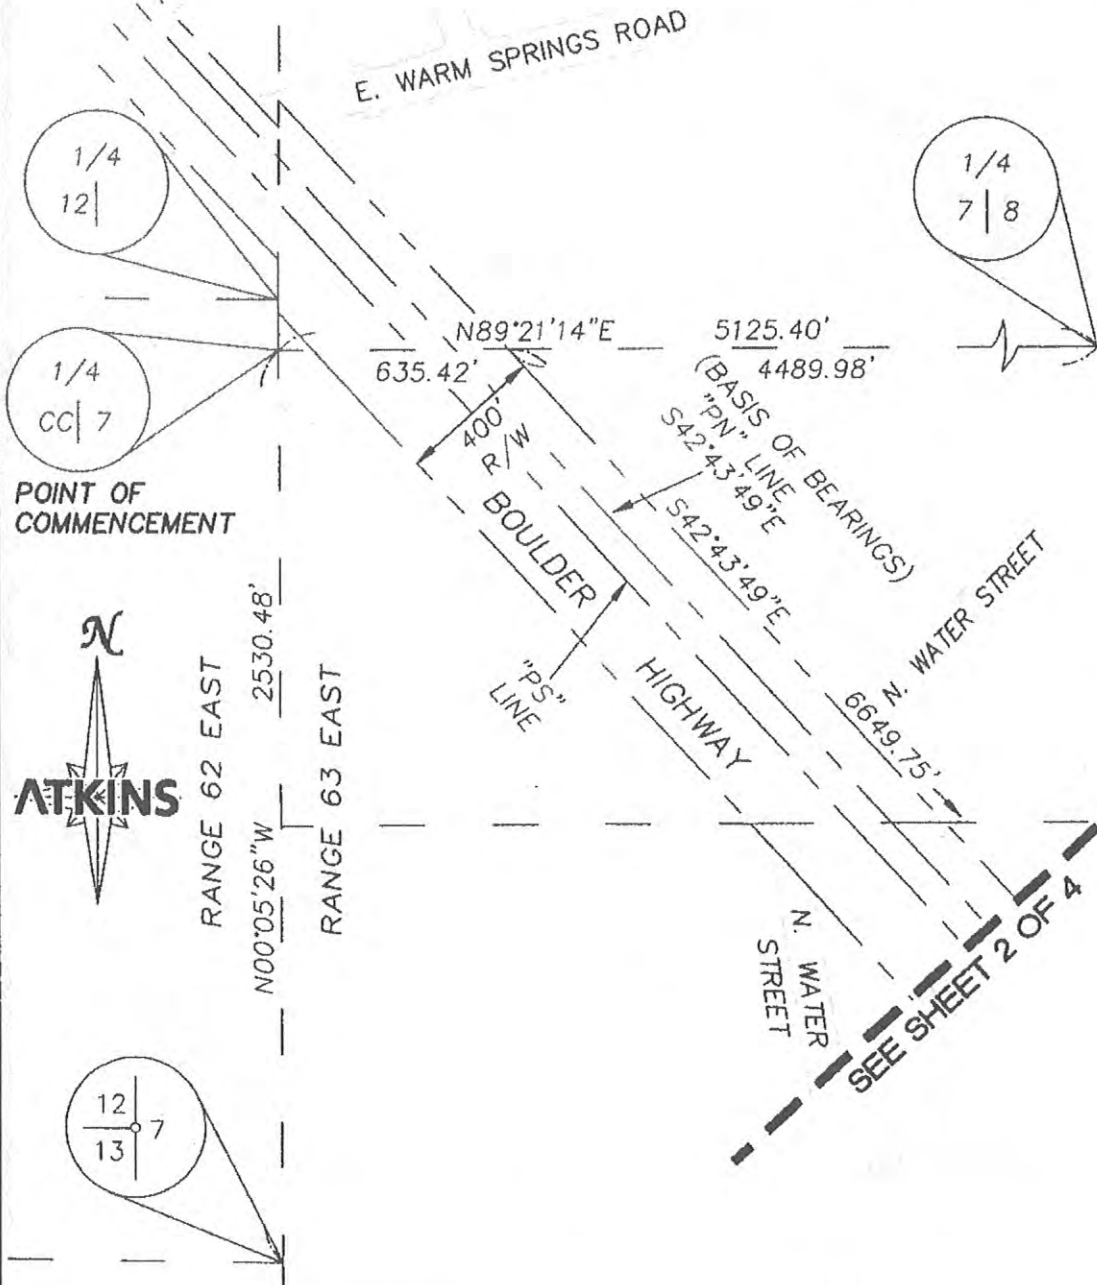 E. WARM SPRINGS ROAD
1/4
12
1/4
7 8
N89°21'14"E
5125.40'
635.42'
4489.98'
1/4
CC 7
POINT OF
COMMENCEMENT
400'
R/W
(BASIS OF BEARINGS)
"PN" LINE
S42°43'49"E
S42°43'49"E
BOULDER
HIGHWAY
"PS"
LINE
6649.75'
N. WATER STREET
N
ATKINS
RANGE 62 EAST
N00°05'26"W 2530.48'
RANGE 63 EAST
N. WATER
STREET
SEE SHEET 2 OF 4
12
7
13